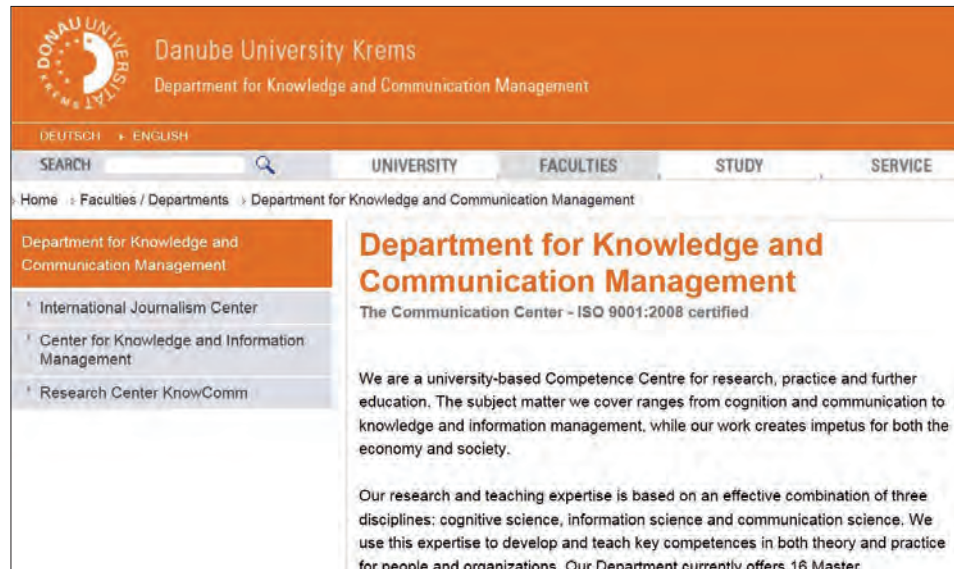 DONAU UNIVERSITÄT KREMS
Danube University Krems
Department for Knowledge and Communication Management
DEUTSCH ENGLISH
SEARCH UNIVERSITY FACULTIES STUDY SERVICE
Home Faculties / Departments Department for Knowledge and Communication Management
Department for Knowledge and
Communication Management
International Journalism Center
Center for Knowledge and Information
Management
Research Center KnowComm
Department for Knowledge and
Communication Management
The Communication Center - ISO 9001:2008 certified
We are a university-based Competence Centre for research, practice and further
education. The subject matter we cover ranges from cognition and communication to
knowledge and information management, while our work creates impetus for both the
economy and society.
Our research and teaching expertise is based on an effective combination of three
disciplines: cognitive science, information science and communication science. We
use this expertise to develop and teach key competences in both theory and practice
for people and organizations. Our Department currently offers 16 Master